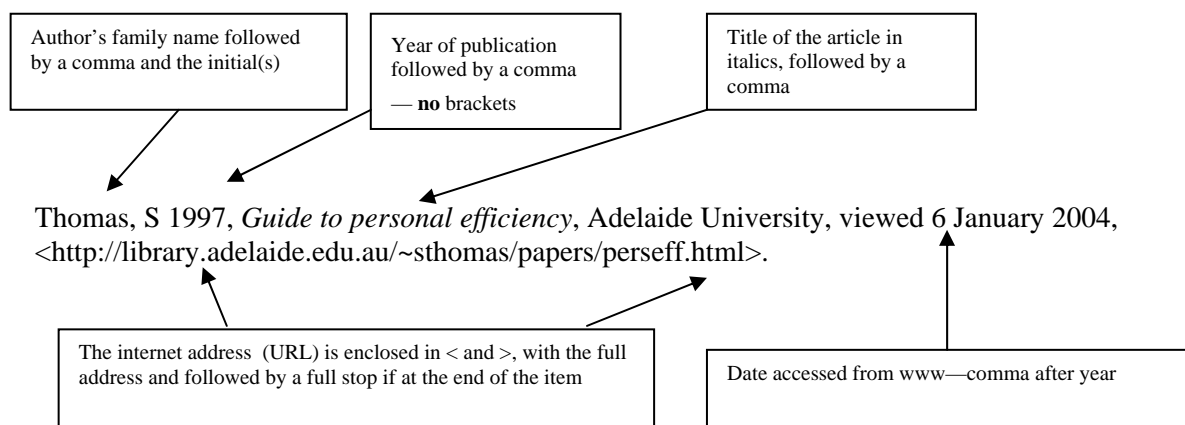 Author's family name followed
by a comma and the initial(s)
Year of publication
followed by a comma
— no brackets
Title of the article in
italics, followed by a
comma
Thomas, S 1997, Guide to personal efficiency, Adelaide University, viewed 6 January 2004,
<http://library.adelaide.edu.au/~sthomas/papers/perseff.html>.
The internet address  (URL) is enclosed in < and >, with the full
address and followed by a full stop if at the end of the item
Date accessed from www—comma after year